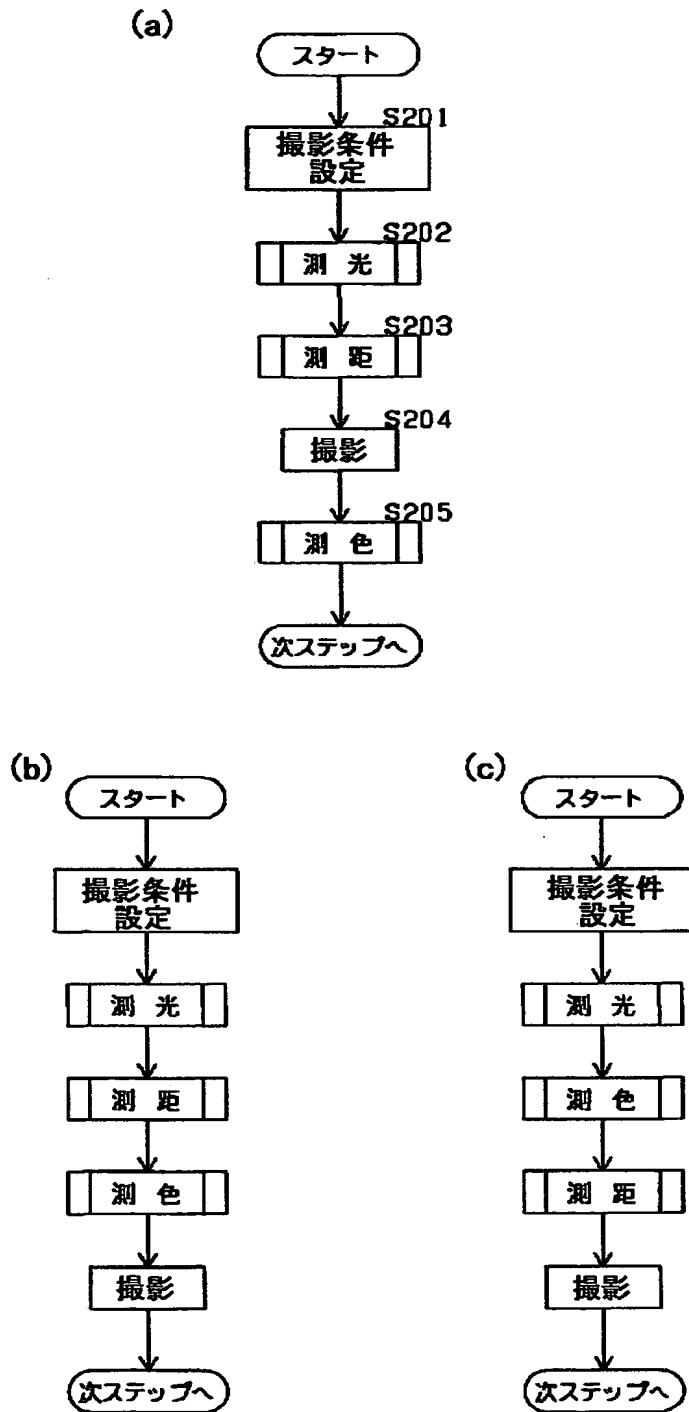 (a)
スタート
S201
撮影条件
設定
S202
測 光
S203
測 距
S204
撮影
S205
測 色
次ステップへ
(b)
スタート
撮影条件
設定
測 光
測 距
測 色
撮影
次ステップへ
(c)
スタート
撮影条件
設定
測 光
測 色
測 距
撮影
次ステップへ